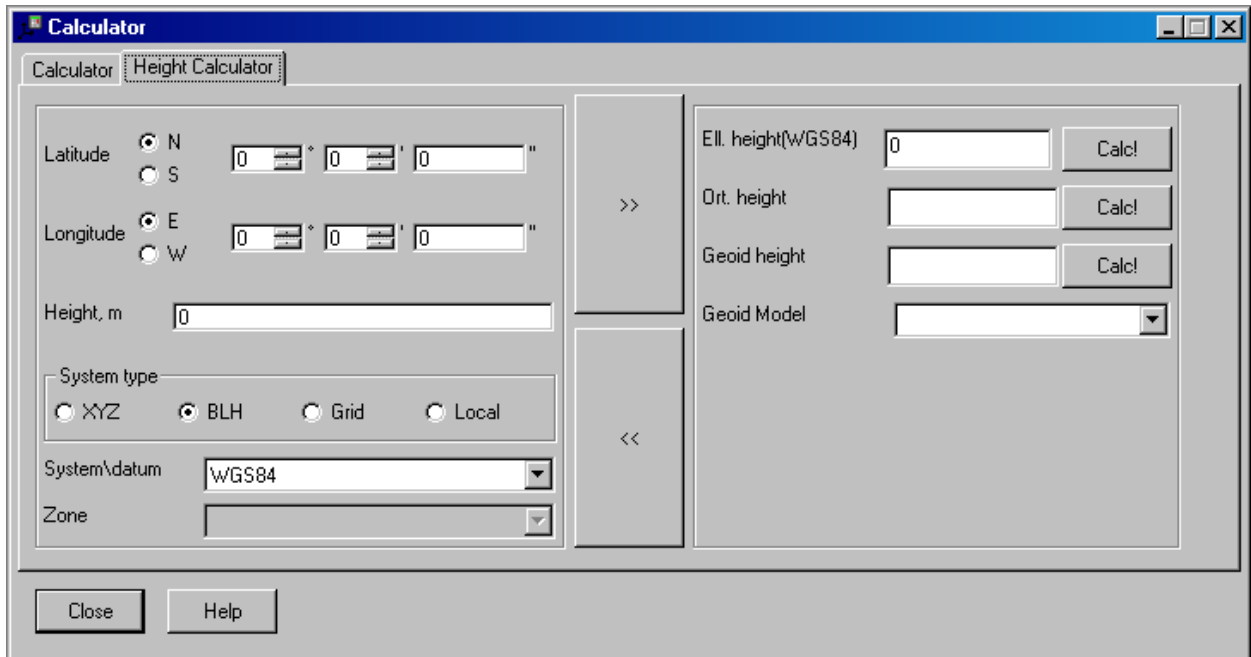 Calculator
Calculator Height Calculator
Latitude N S 0 ° 0 ' 0 "
Longitude E W 0 ° 0 ' 0 "
Height, m 0
System type
XYZ BLH Grid Local
System\datum WGS84
Zone
>>
<<
Ell. height(WGS84) 0 Calc!
Ort. height Calc!
Geoid height Calc!
Geoid Model
Close Help